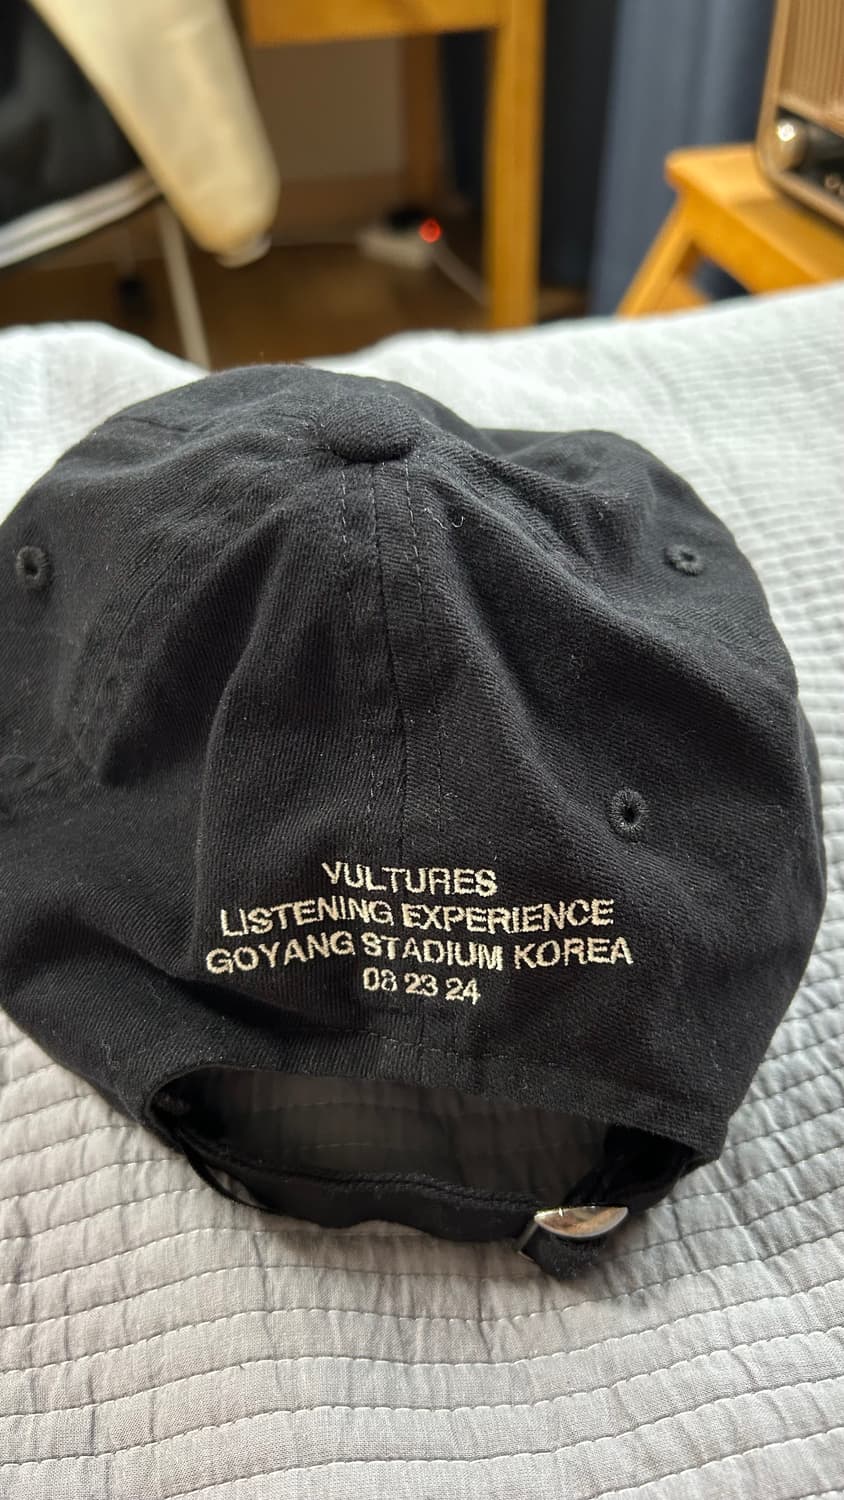 VULTURES
LISTENING EXPERIENCE
GOYANG STADIUM KOREA
08 23 24